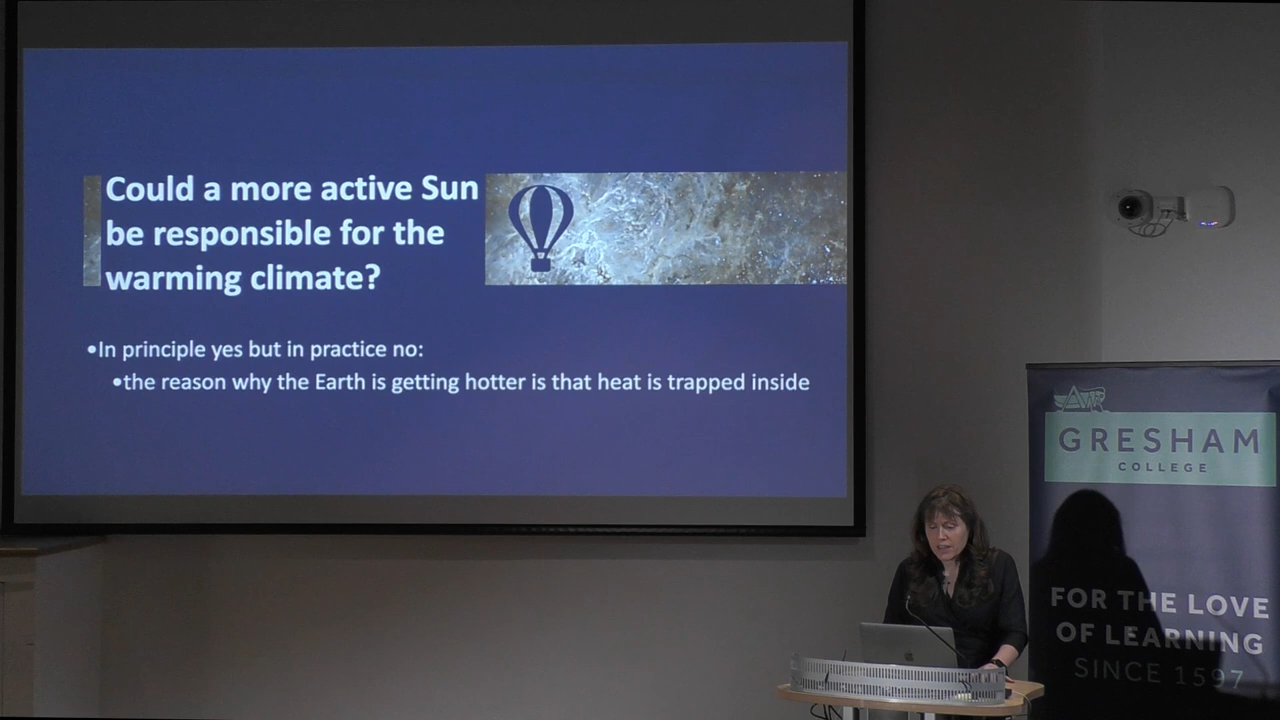 Could a more active Sun
be responsible for the
warming climate?
•In principle yes but in practice no:
•the reason why the Earth is getting hotter is that heat is trapped inside
GRESHAM
COLLEGE
FOR THE LOVE
OF LEARNING
SINCE 1597